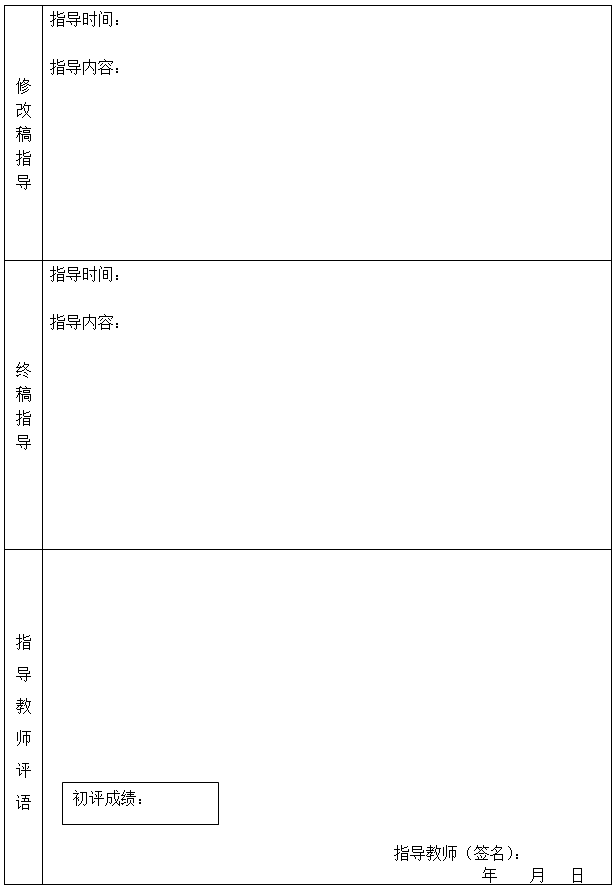 修改稿指导
指导时间：
指导内容：
终稿指导
指导时间：
指导内容：
指导教师评语
初评成绩：
指导教师（签名）：
年 月 日